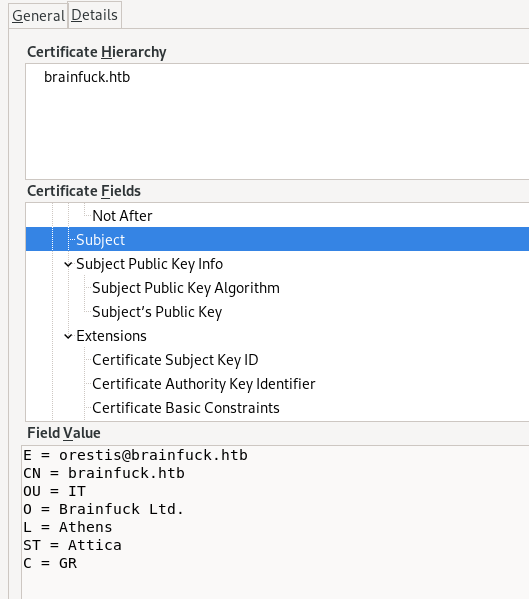 General Details
Certificate Hierarchy
brainfuck.htb
Certificate Fields
Not After
Subject
Subject Public Key Info
Subject Public Key Algorithm
Subject's Public Key
Extensions
Certificate Subject Key ID
Certificate Authority Key Identifier
Certificate Basic Constraints
Field Value
E = orestis@brainfuck.htb
CN = brainfuck.htb
OU = IT
O = Brainfuck Ltd.
L = Athens
ST = Attica
C = GR